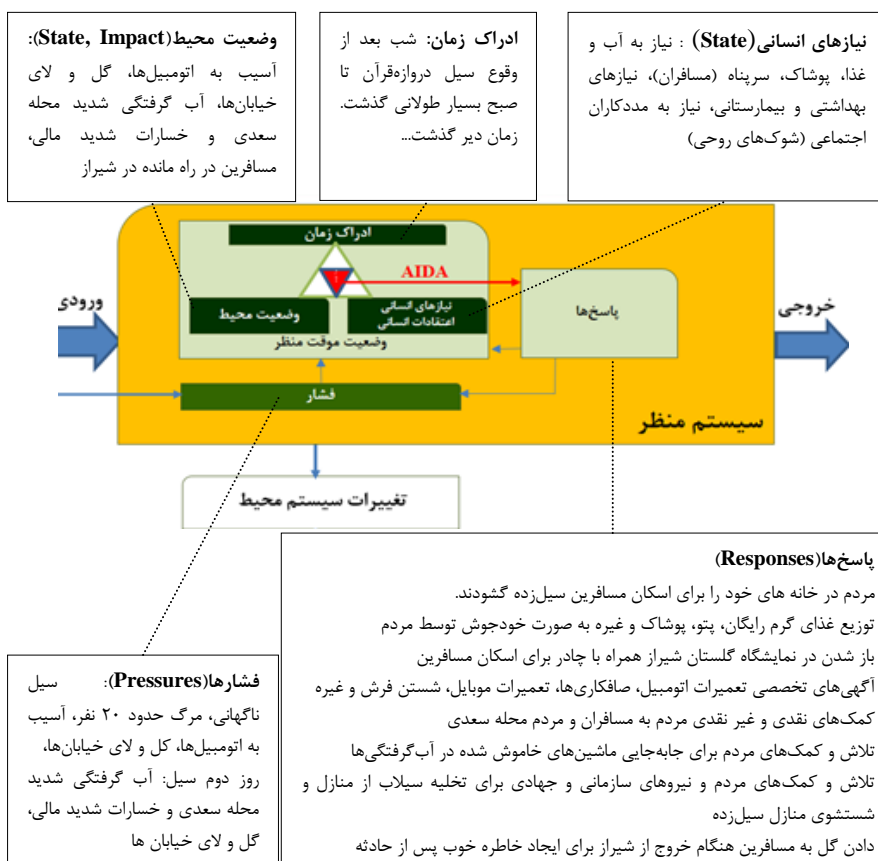 وضعیت محیط(State, Impact):
آسیب به اتومبیل‌ها، گل و لای
خیابان‌ها، آب گرفتگی شدید محله
سعدی و خسارات شدید مالی،
مسافرین در راه مانده در شیراز
ادراک زمان: شب بعد از
وقوع سیل دروازه‌قرآن تا
صبح بسیار طولانی گذشت.
زمان دیر گذشت...
نیازهای انسانی(State) : نیاز به آب و
غذا، پوشاک، سرپناه (مسافران)، نیازهای
بهداشتی و بیمارستانی، نیاز به مددکاران
اجتماعی (شوک‌های روحی)
ادراک زمان
AIDA
نیازهای انسانی
اعتقادات انسانی
وضعیت محیط
وضعیت موقت منظر
پاسخ‌ها
ورودی
خروجی
فشار
سیستم منظر
تغییرات سیستم محیط
پاسخ‌ها(Responses)
مردم در خانه های خود را برای اسکان مسافرین سیل‌زده گشودند.
توزیع غذای گرم رایگان، پتو، پوشاک و غیره به صورت خودجوش توسط مردم
باز شدن در نمایشگاه گلستان شیراز همراه با چادر برای اسکان مسافرین
آگهی‌های تخصصی تعمیرات اتومبیل، صافکاری‌ها، تعمیرات موبایل، شستن فرش و غیره
کمک‌های نقدی و غیر نقدی مردم به مسافران و مردم محله سعدی
تلاش و کمک‌های مردم برای جابه‌جایی ماشین‌های خاموش شده در آب‌گرفتگی‌ها
تلاش و کمک‌های مردم و نیروهای سازمانی و جهادی برای تخلیه سیلاب از منازل و
شستشوی منازل سیل‌زده
دادن گل به مسافرین هنگام خروج از شیراز برای ایجاد خاطره خوب پس از حادثه
فشارها(Pressures): سیل
ناگهانی، مرگ حدود ۲۰ نفر، آسیب
به اتومبیل‌ها، کل و لای خیابان‌ها،
روز دوم سیل: آب گرفتگی شدید
محله سعدی و خسارات شدید مالی،
گل و لای خیابان ها